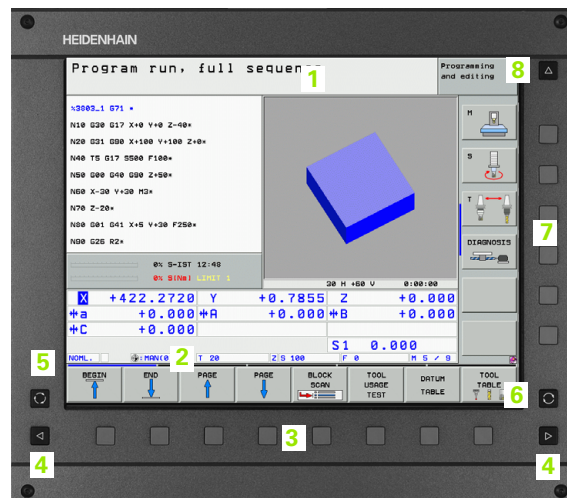 HEIDENHAIN
Program run, full sequence
Programming
and editing
8
1
%3803_1 G71 *
N10 G30 G17 X+0 Y+0 Z-40*
N20 G31 G90 X+100 Y+100 Z+0*
N40 T5 G17 S500 F100*
N50 G00 G40 G90 Z+50*
N60 X-30 Y+30 M3*
N70 Z-20*
N80 G01 G41 X+5 Y+30 F250*
N90 G26 R2*
M
S
T
DIAGNOSIS
7
0% S-IST 12:48
0% S[Nm] LIMIT 1
30 H +60 V 0:00:00
X +422.2720 Y +0.7855 Z +0.000
+a +0.000 +A +0.000 +B +0.000
+C +0.000
S1 0.000
NOML. MAN(0) T 20 Z S 100 F 0 M 5 / 9
2
5
BEGIN
END
PAGE
PAGE
BLOCK
SCAN
TOOL
USAGE
TEST
DATUM
TABLE
TOOL
TABLE
6
3
4
4